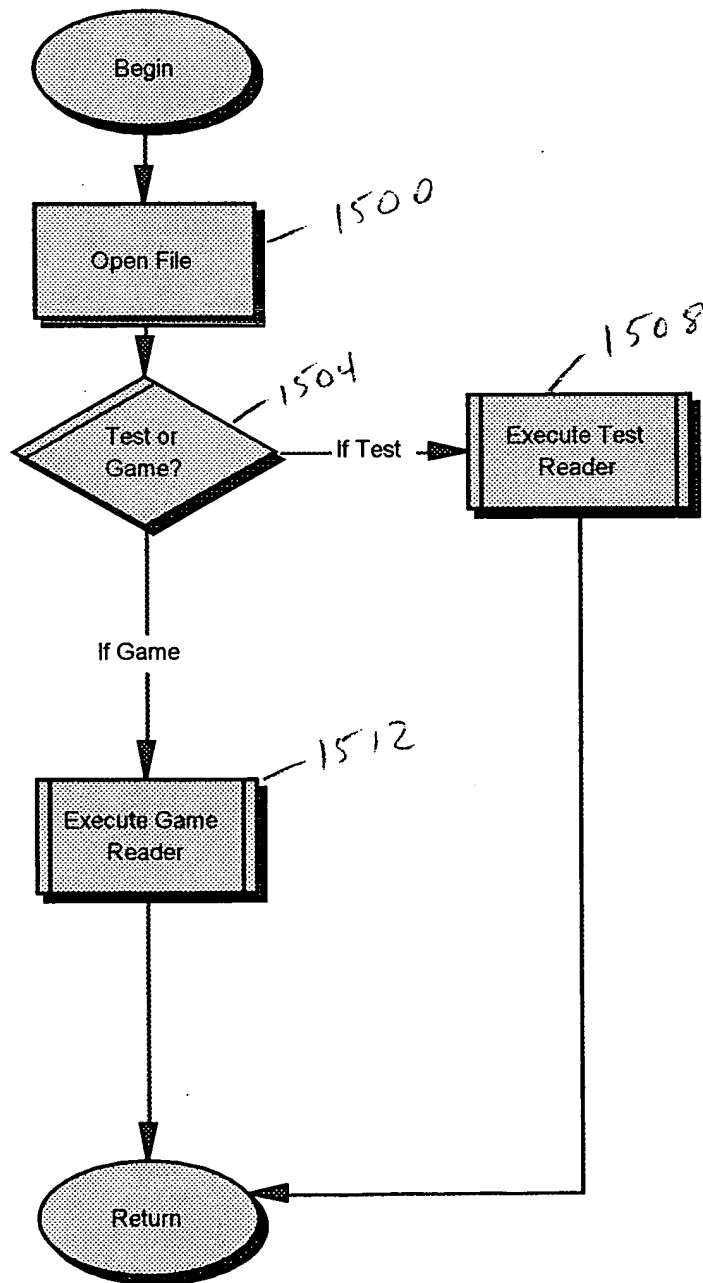 Begin
1500
Open File
1508
1504
Test or
Game?
If Test
Execute Test
Reader
If Game
1512
Execute Game
Reader
Return